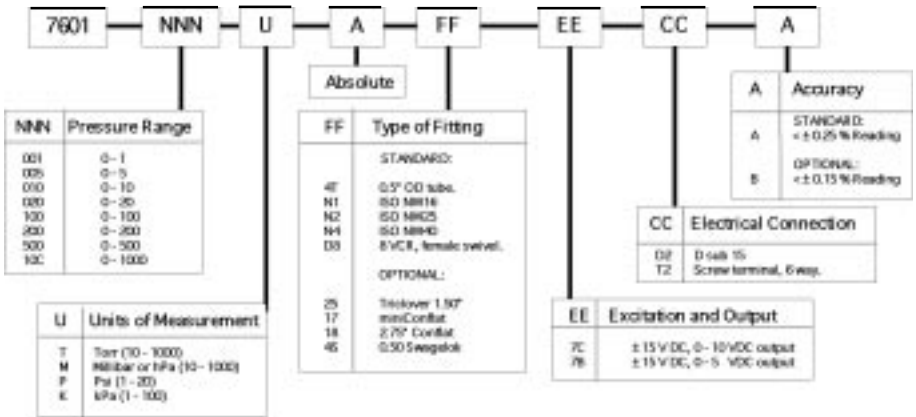 7601 NNN U A FF EE CC A
Absolute
NNN Pressure Range
001 0-1
005 0-5
010 0-10
020 0-20
100 0-100
200 0-200
500 0-500
10C 0-1000
U Units of Measurement
T Torr (10 - 1000)
M Millibar or hPa (10 - 1000)
P Psi (1 - 20)
K kPa (1 - 100)
FF Type of Fitting
STANDARD:
4T 0.5" OD tube.
N1 ISO NW16
N2 ISO NW25
N4 ISO NW40
D8 8 VCR, female swivel.
OPTIONAL:
25 Triclover 1.50"
17 miniConflat
18 2.75" Conflat
46 0.50 Swagelok
EE Excitation and Output
7C ± 15 V DC, 0 - 10 VDC output
7B ± 15 V DC, 0 - 5 VDC output
CC Electrical Connection
D2 D sub 15
T2 Screw terminal, 6 way.
A Accuracy
STANDARD:
A < ± 0.25 % Reading
OPTIONAL:
B < ± 0.15 % Reading